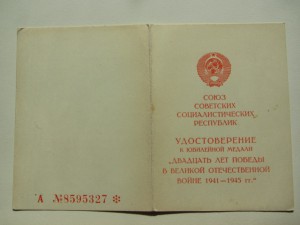 СОЮЗ
СОВЕТСКИХ
СОЦИАЛИСТИЧЕСКИХ
РЕСПУБЛИК
УДОСТОВЕРЕНИЕ
К ЮБИЛЕЙНОЙ МЕДАЛИ
„ДВАДЦАТЬ ЛЕТ ПОБЕДЫ
В ВЕЛИКОЙ ОТЕЧЕСТВЕННОЙ
ВОЙНЕ 1941—1945 гг.“
А №8595327 ✻